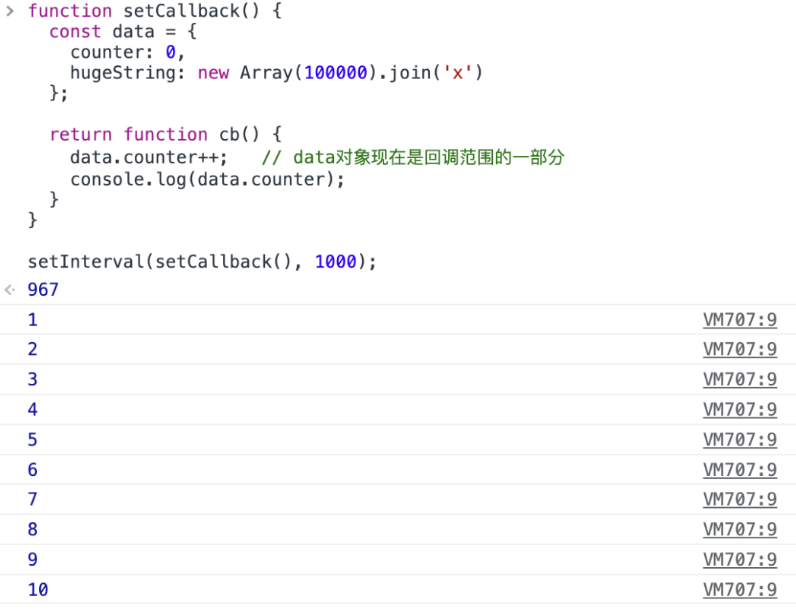 > function setCallback() {
  const data = {
    counter: 0,
    hugeString: new Array(100000).join('x')
  };

  return function cb() {
    data.counter++;   // data对象现在是回调范围的一部分
    console.log(data.counter);
  }
}

setInterval(setCallback(), 1000);
<· 967
1 VM707:9
2 VM707:9
3 VM707:9
4 VM707:9
5 VM707:9
6 VM707:9
7 VM707:9
8 VM707:9
9 VM707:9
10 VM707:9